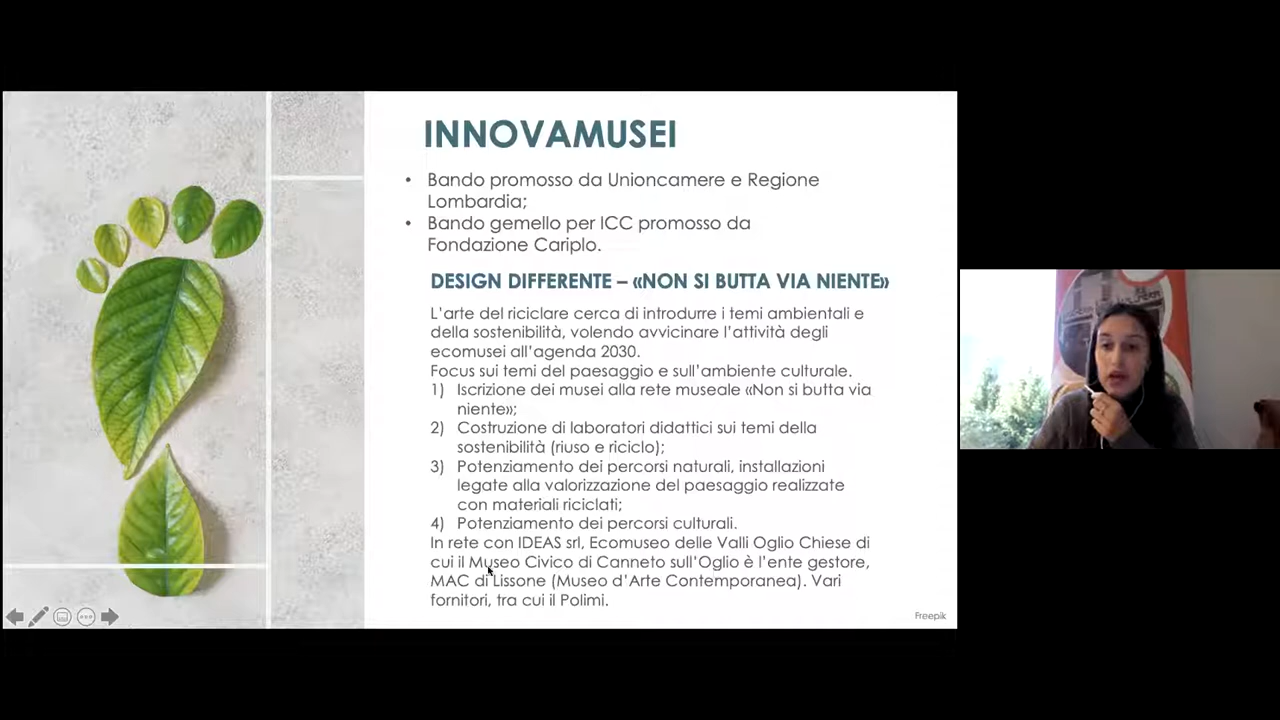 INNOVAMUSEI
• Bando promosso da Unioncamere e Regione
Lombardia;
• Bando gemello per ICC promosso da
Fondazione Cariplo.
DESIGN DIFFERENTE – «NON SI BUTTA VIA NIENTE»
L'arte del riciclare cerca di introdurre i temi ambientali e
della sostenibilità, volendo avvicinare l'attività degli
ecomusei all'agenda 2030.
Focus sui temi del paesaggio e sull'ambiente culturale.
1) Iscrizione dei musei alla rete museale «Non si butta via
niente»;
2) Costruzione di laboratori didattici sui temi della
sostenibilità (riuso e riciclo);
3) Potenziamento dei percorsi naturali, installazioni
legate alla valorizzazione del paesaggio realizzate
con materiali riciclati;
4) Potenziamento dei percorsi culturali.
In rete con IDEAS srl, Ecomuseo delle Valli Oglio Chiese di
cui il Museo Civico di Canneto sull'Oglio è l'ente gestore,
MAC di Lissone (Museo d'Arte Contemporanea). Vari
fornitori, tra cui il Polimi.
Freepik